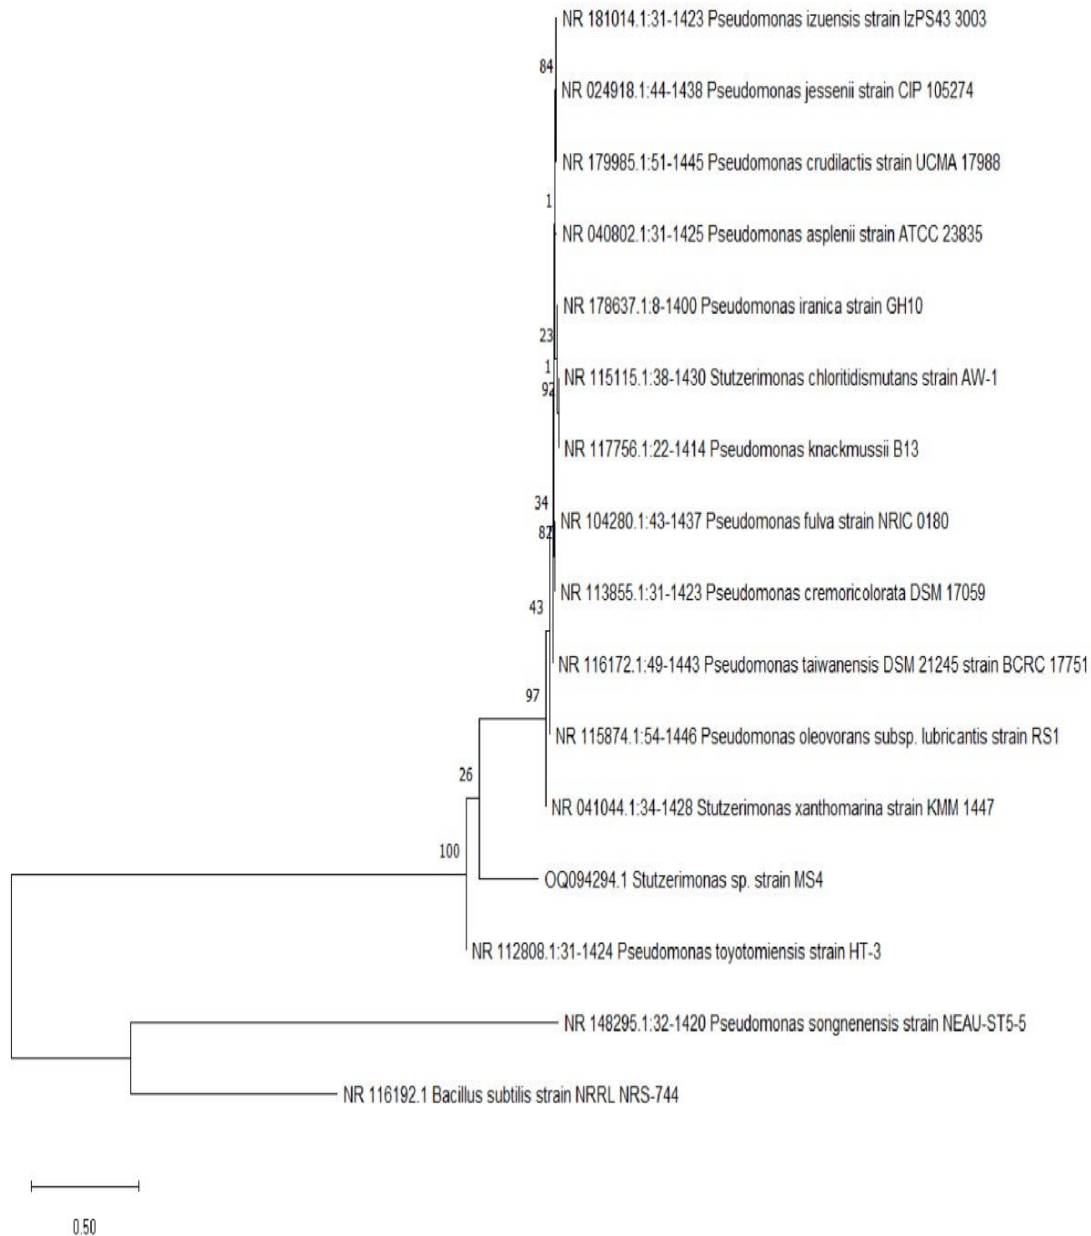 NR 181014.1:31-1423 Pseudomonas izuensis strain IzPS43 3003
84
NR 024918.1:44-1438 Pseudomonas jessenii strain CIP 105274
NR 179985.1:51-1445 Pseudomonas crudilactis strain UCMA 17988
1
NR 040802.1:31-1425 Pseudomonas asplenii strain ATCC 23835
NR 178637.1:8-1400 Pseudomonas iranica strain GH10
23
1
NR 115115.1:38-1430 Stutzerimonas chloritidismutans strain AW-1
92
NR 117756.1:22-1414 Pseudomonas knackmussii B13
34
NR 104280.1:43-1437 Pseudomonas fulva strain NRIC 0180
82
NR 113855.1:31-1423 Pseudomonas cremoricolorata DSM 17059
43
NR 116172.1:49-1443 Pseudomonas taiwanensis DSM 21245 strain BCRC 17751
97
NR 115874.1:54-1446 Pseudomonas oleovorans subsp. lubricantis strain RS1
26
NR 041044.1:34-1428 Stutzerimonas xanthomarina strain KMM 1447
100
OQ094294.1 Stutzerimonas sp. strain MS4
NR 112808.1:31-1424 Pseudomonas toyotomiensis strain HT-3
NR 148295.1:32-1420 Pseudomonas songnenensis strain NEAU-ST5-5
NR 116192.1 Bacillus subtilis strain NRRL NRS-744
0.50